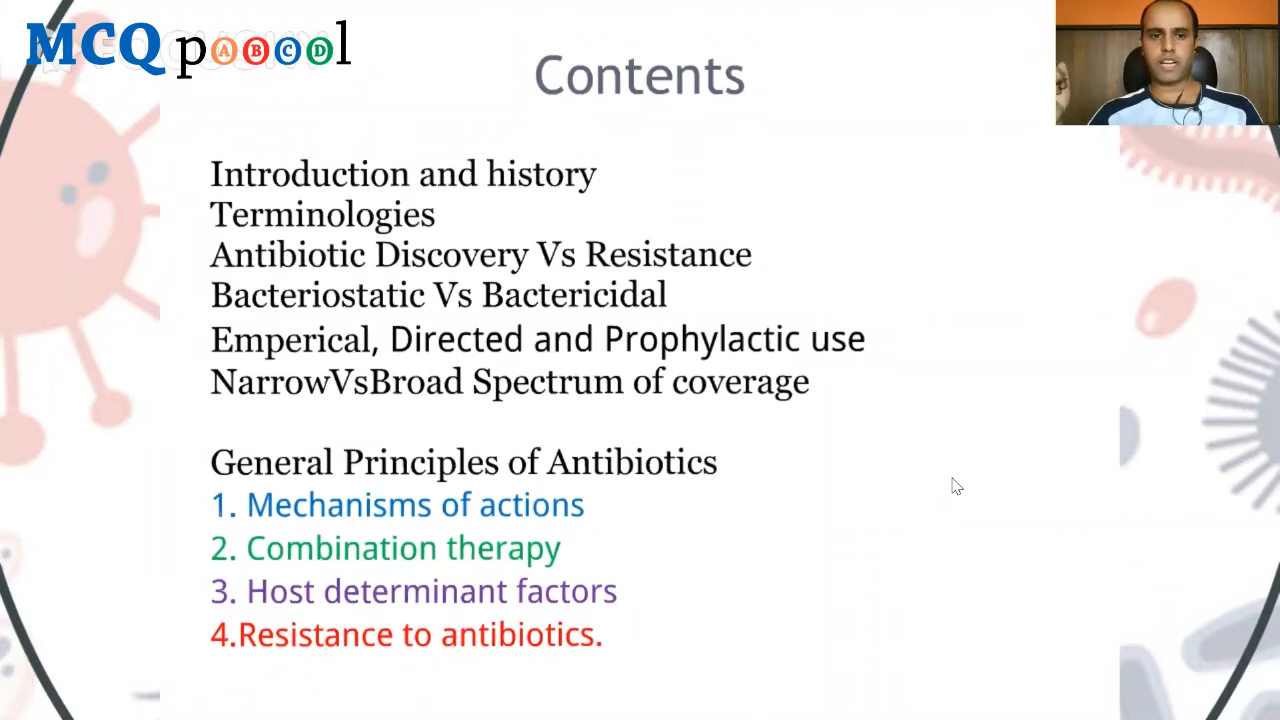 MCQ pABCDl
Contents
Introduction and history
Terminologies
Antibiotic Discovery Vs Resistance
Bacteriostatic Vs Bactericidal
Emperical, Directed and Prophylactic use
NarrowVsBroad Spectrum of coverage
General Principles of Antibiotics
1. Mechanisms of actions
2. Combination therapy
3. Host determinant factors
4.Resistance to antibiotics.